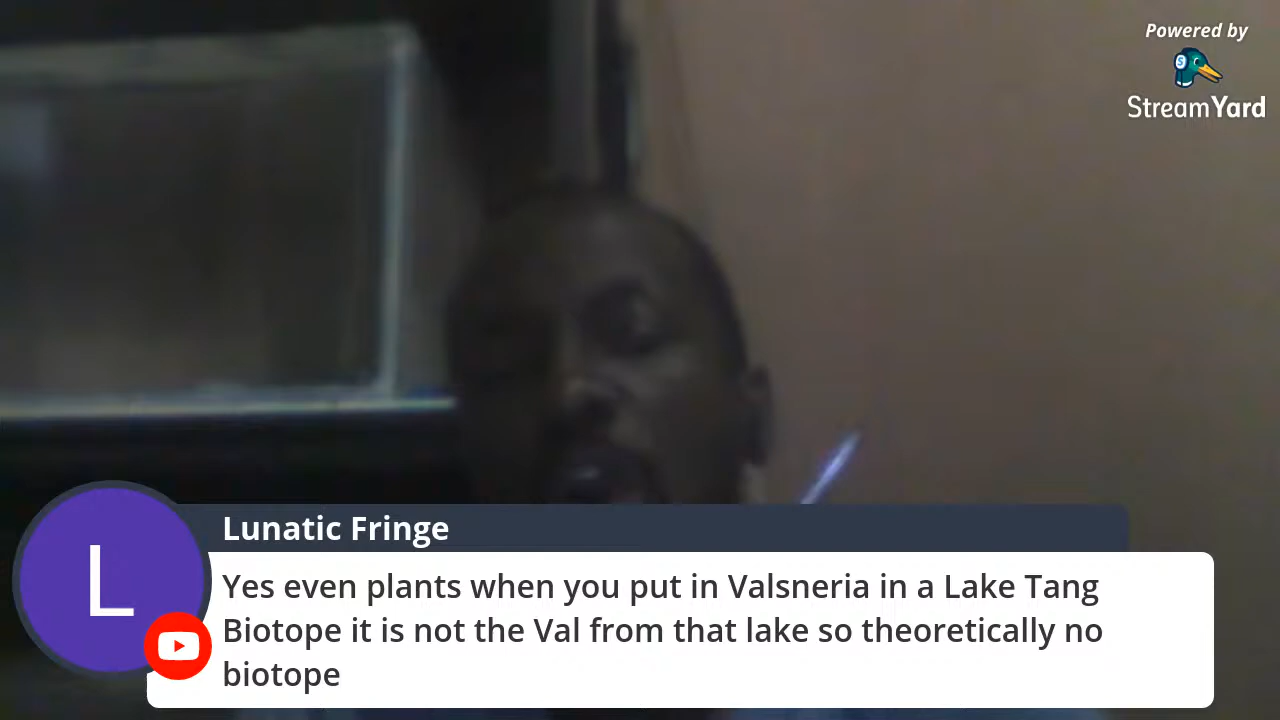 Powered by
StreamYard
L
Lunatic Fringe
Yes even plants when you put in Valsneria in a Lake Tang
Biotope it is not the Val from that lake so theoretically no
biotope